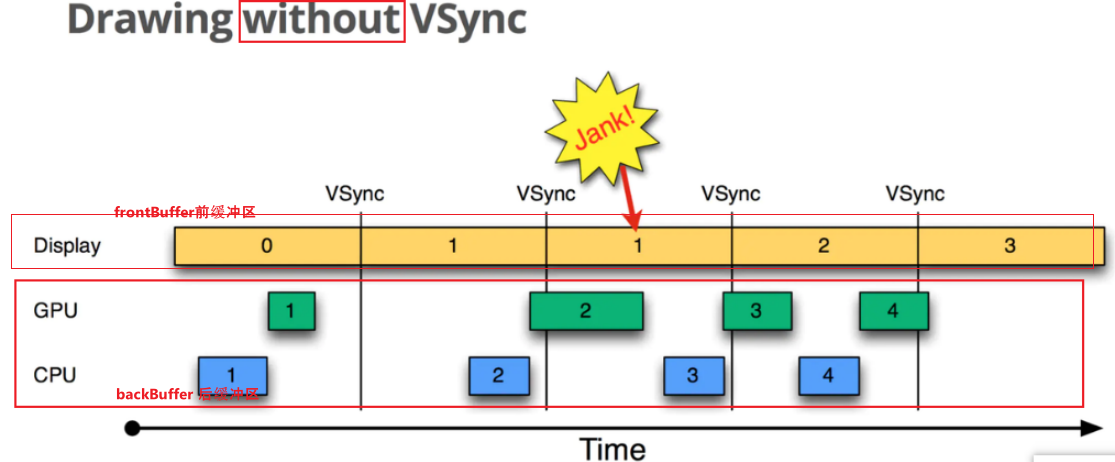 Drawing without VSync
Jank!
VSync VSync VSync VSync
frontBuffer前缓冲区
Display 0 1 1 2 3
GPU 1 2 3 4
CPU 1 2 3 4
backBuffer 后缓冲区
Time